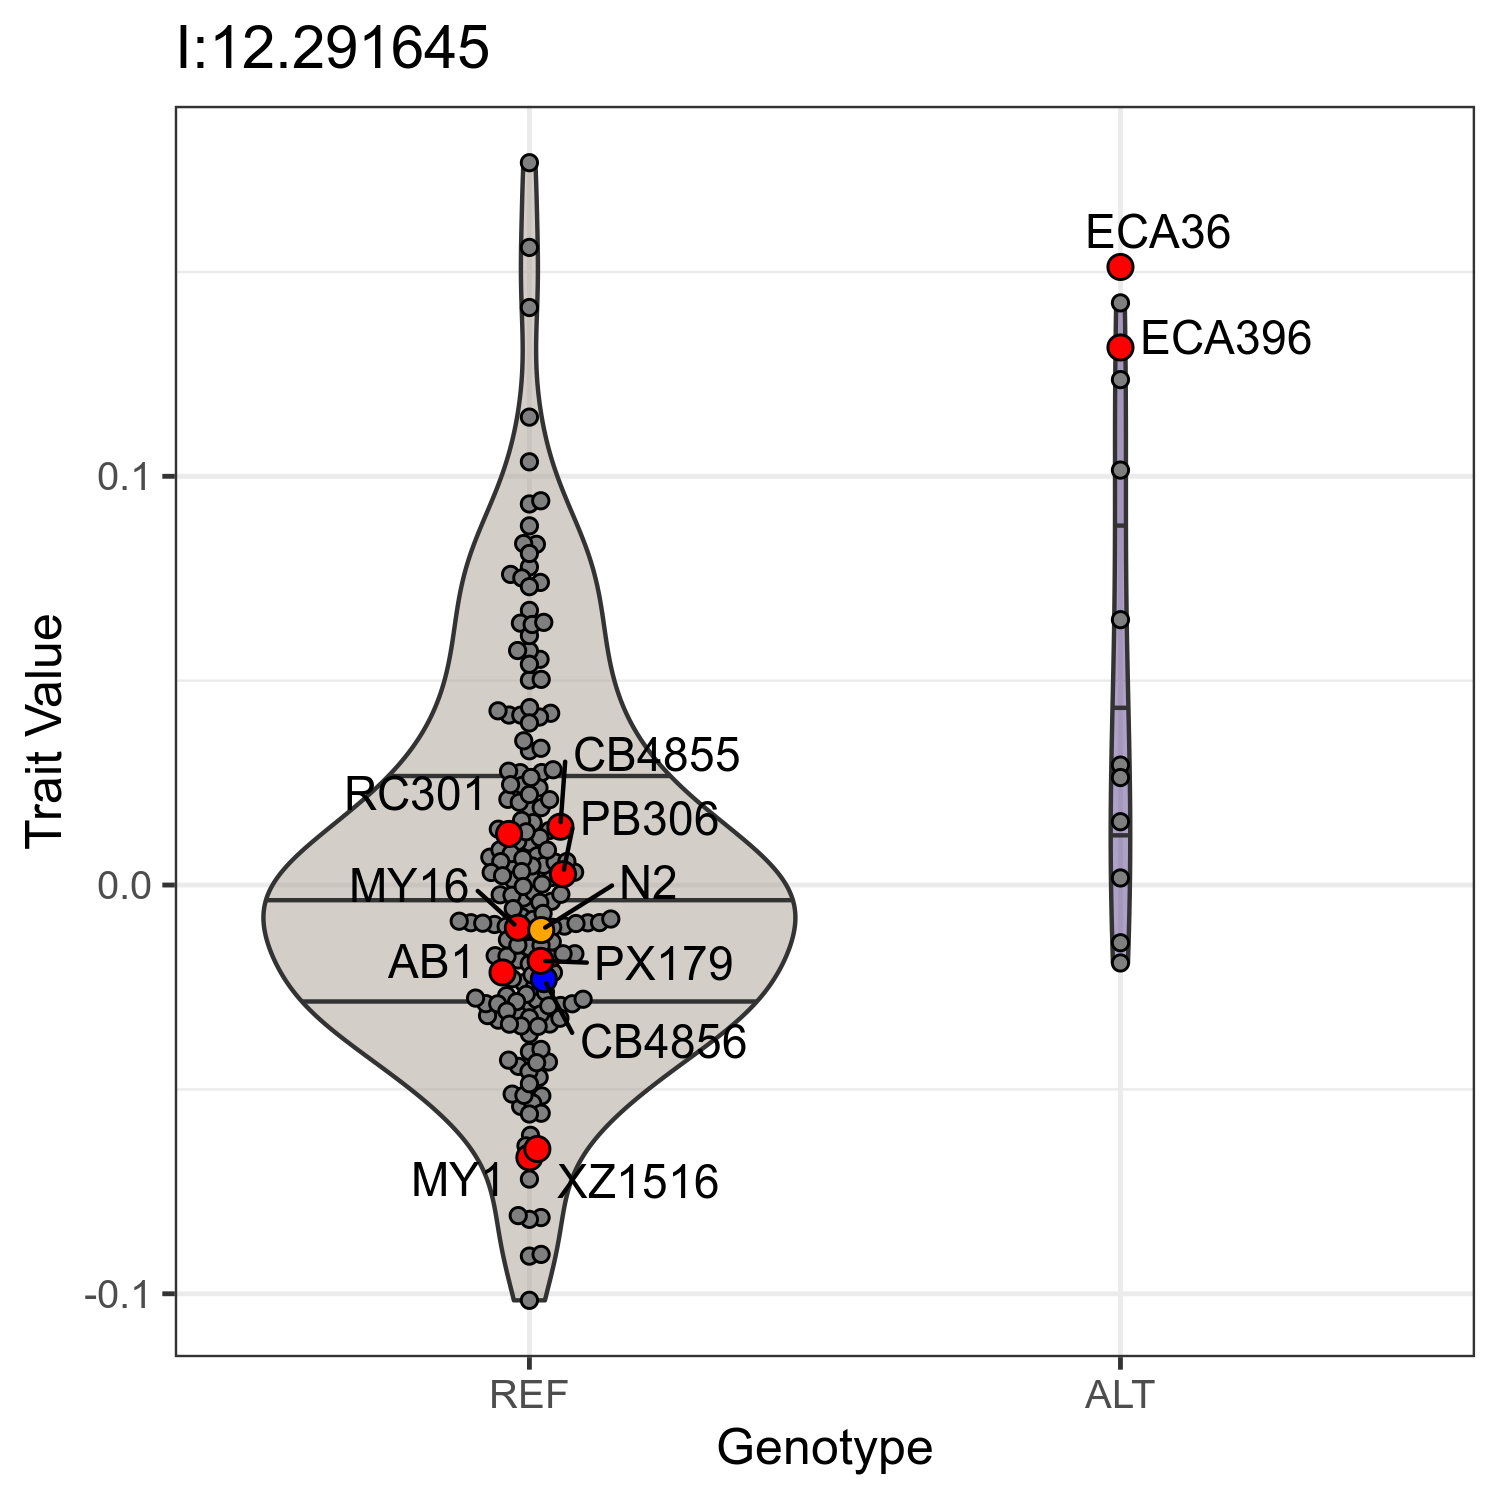 I:12.291645
ECA36
ECA396
0.1
CB4855
RC301
PB306
MY16
N2
0.0
AB1
PX179
CB4856
MY1
XZ1516
-0.1
REF
ALT
Genotype
Trait Value